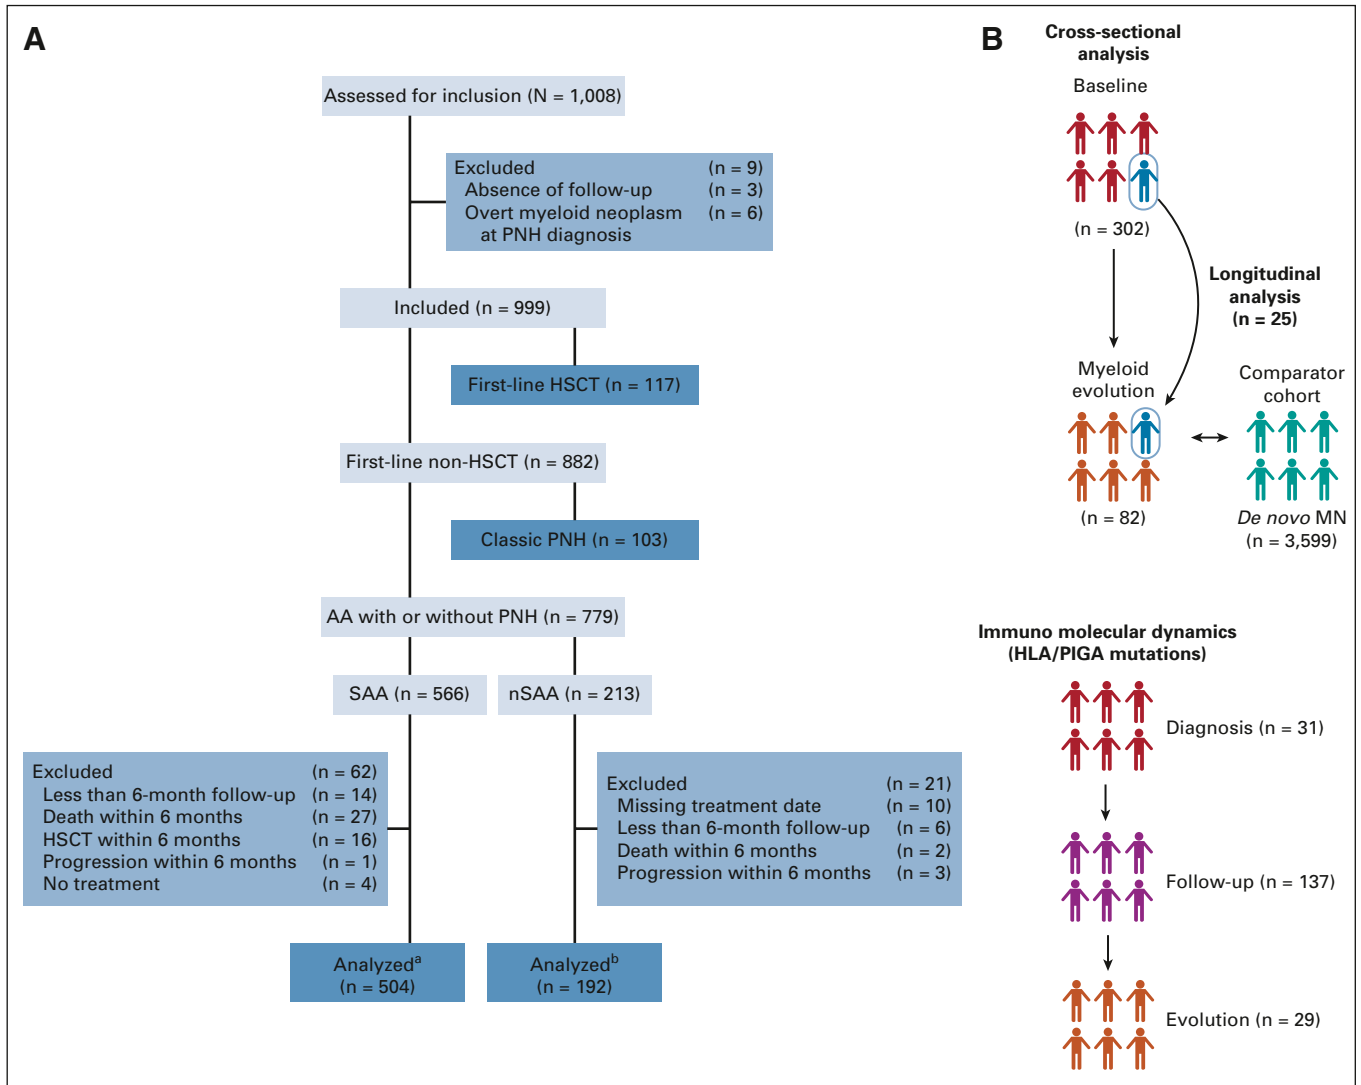 A
Assessed for inclusion (N = 1,008)
Excluded (n = 9)
Absence of follow-up (n = 3)
Overt myeloid neoplasm (n = 6)
at PNH diagnosis
Included (n = 999)
First-line HSCT (n = 117)
First-line non-HSCT (n = 882)
Classic PNH (n = 103)
AA with or without PNH (n = 779)
SAA (n = 566)
nSAA (n = 213)
Excluded (n = 62)
Less than 6-month follow-up (n = 14)
Death within 6 months (n = 27)
HSCT within 6 months (n = 16)
Progression within 6 months (n = 1)
No treatment (n = 4)
Excluded (n = 21)
Missing treatment date (n = 10)
Less than 6-month follow-up (n = 6)
Death within 6 months (n = 2)
Progression within 6 months (n = 3)
Analyzedᵃ
(n = 504)
Analyzedᵇ
(n = 192)
B
Cross-sectional
analysis
Baseline
(n = 302)
Longitudinal
analysis
(n = 25)
Myeloid
evolution
(n = 82)
Comparator
cohort
De novo MN
(n = 3,599)
Immuno molecular dynamics
(HLA/PIGA mutations)
Diagnosis (n = 31)
Follow-up (n = 137)
Evolution (n = 29)